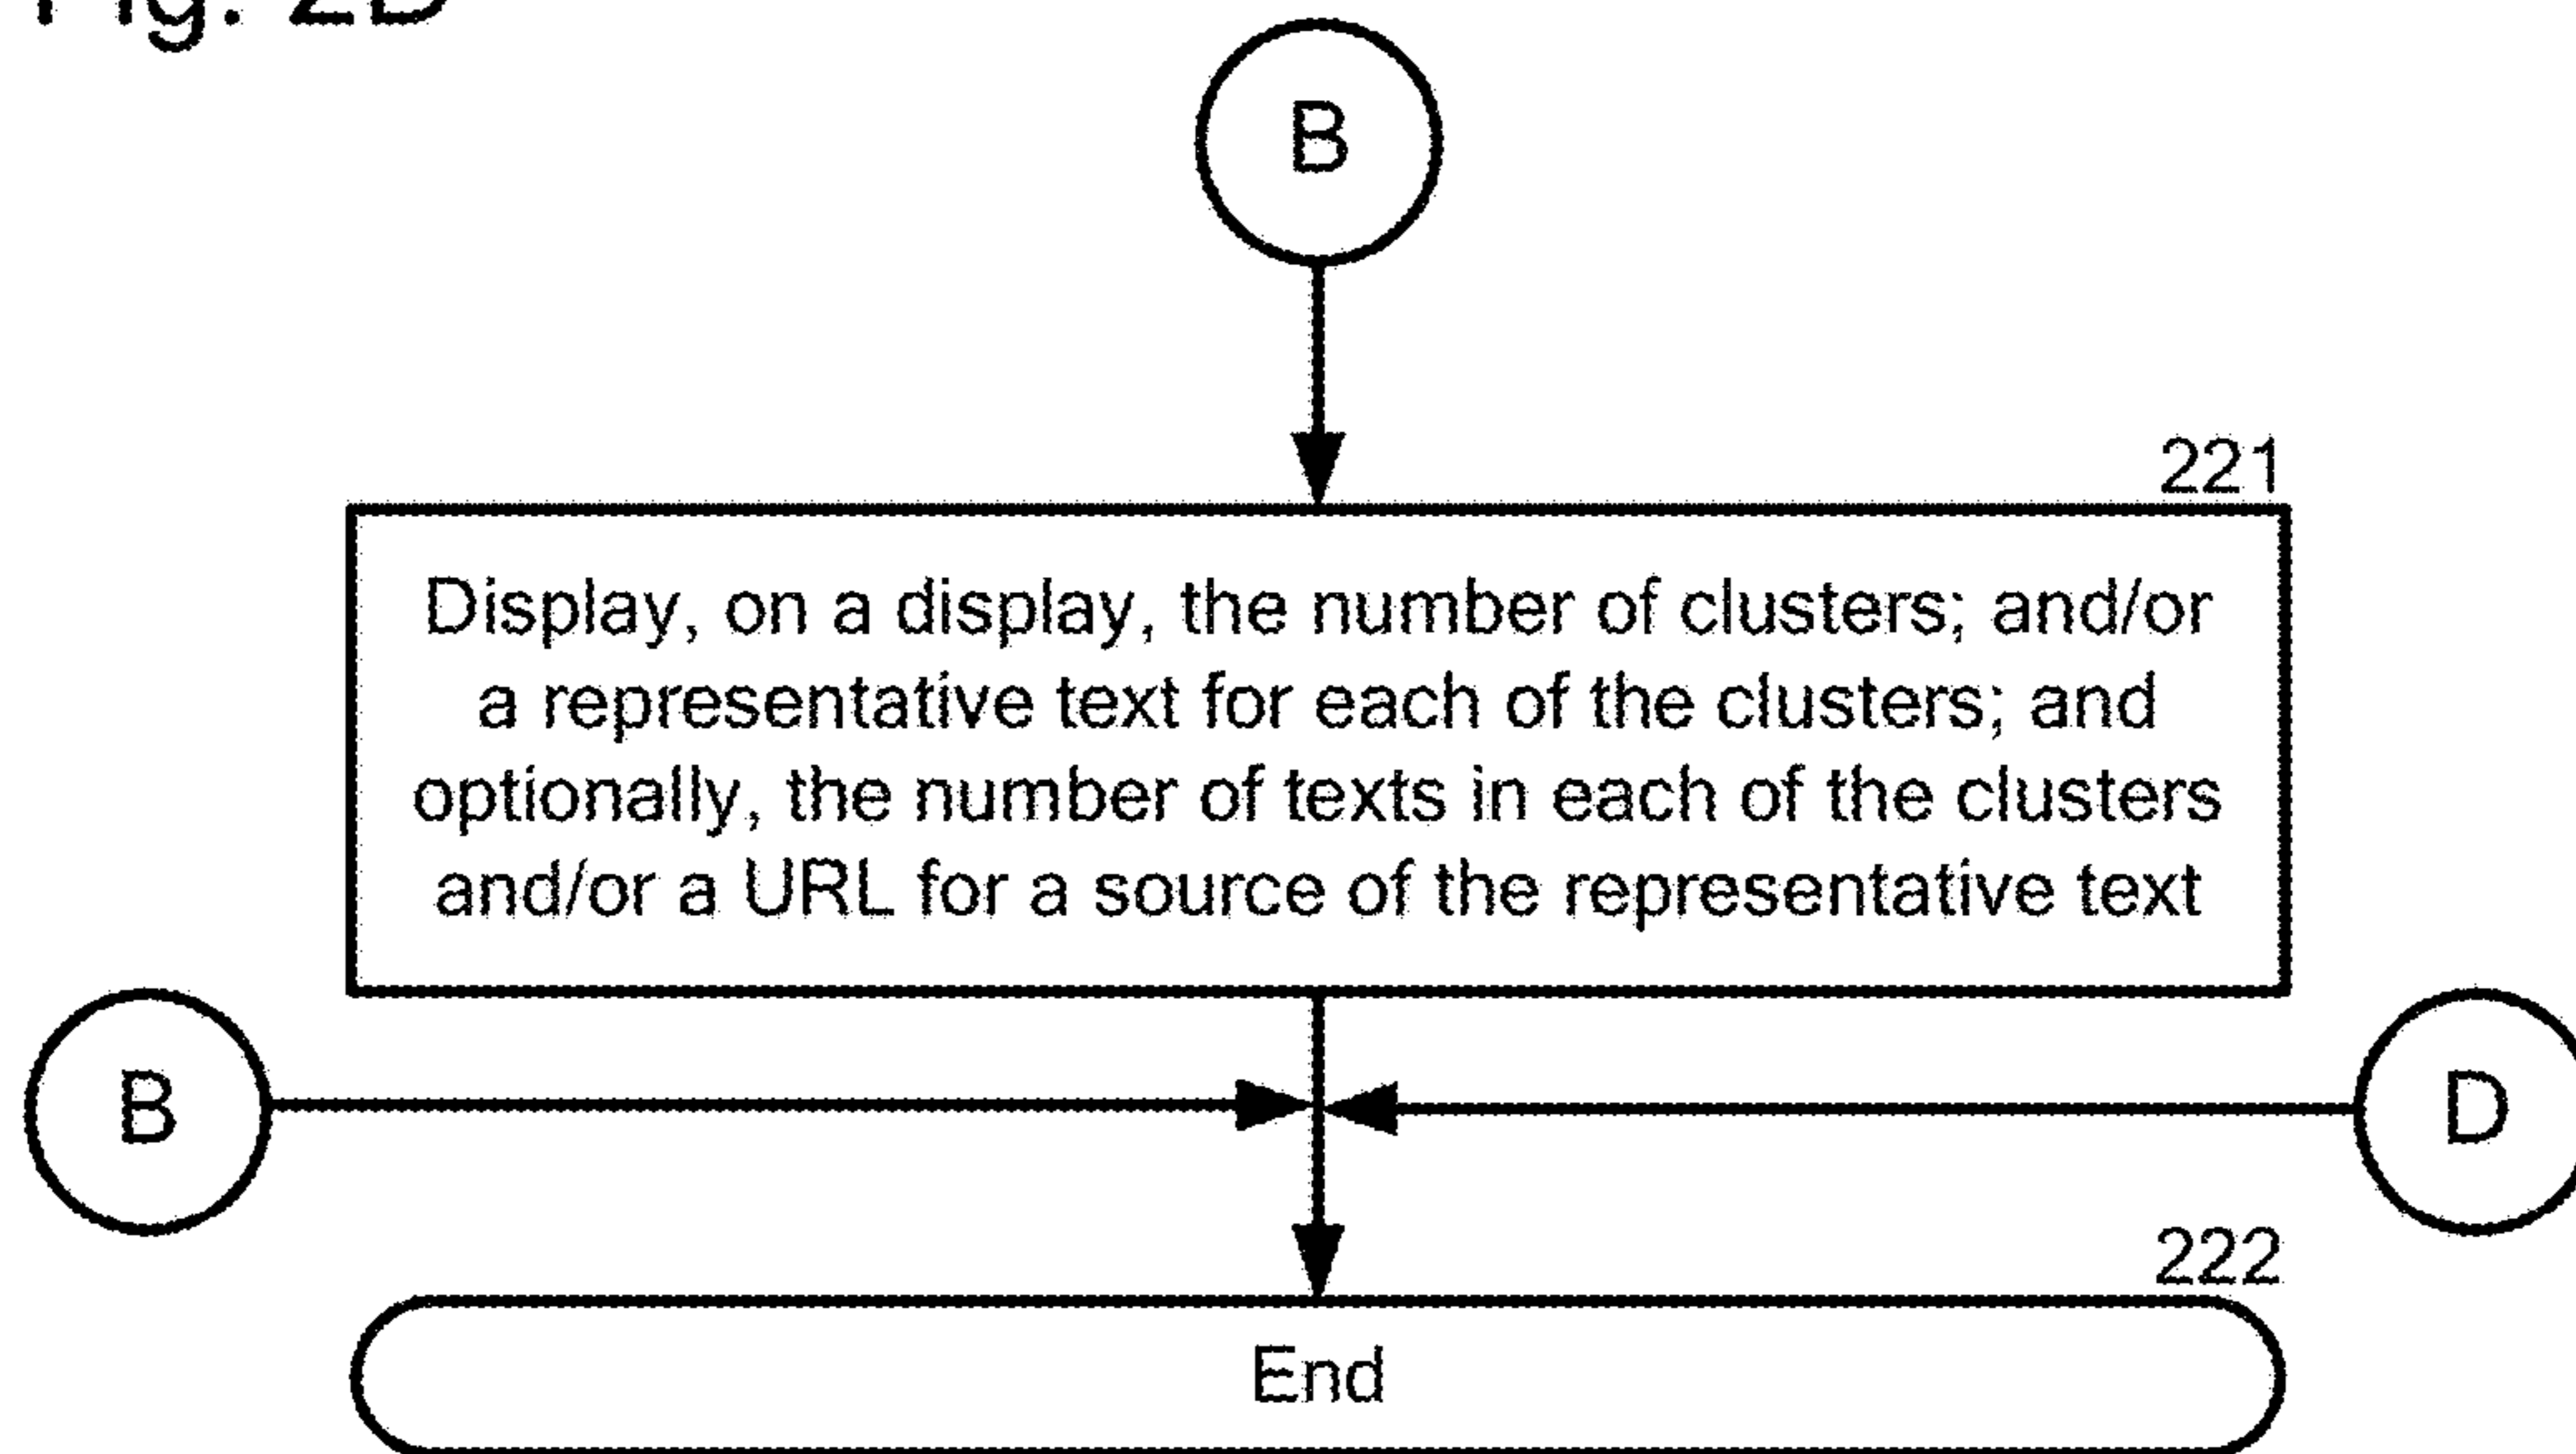 B
221
Display, on a display, the number of clusters; and/or
a representative text for each of the clusters; and
optionally, the number of texts in each of the clusters
and/or a URL for a source of the representative text
B
D
222
End